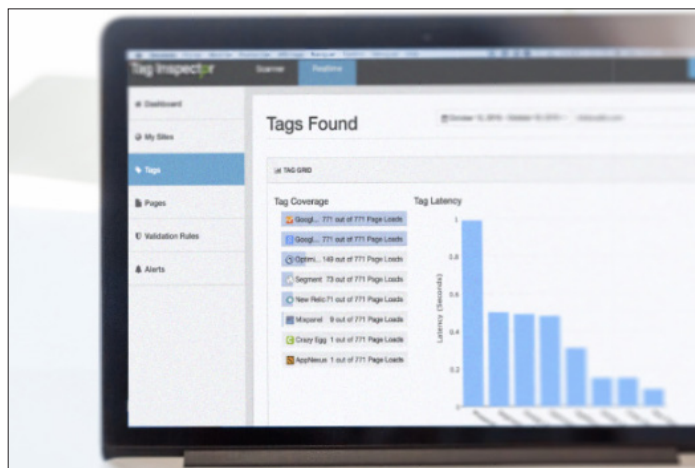 Tag Inspector
Scanner
Realtime
Dashboard
My Sites
Tags
Pages
Validation Rules
Alerts
Tags Found
TAG GRID
Tag Coverage
Googl... 771 out of 771 Page Loads
Googl... 771 out of 771 Page Loads
Optimi... 149 out of 771 Page Loads
Segment 73 out of 771 Page Loads
New Relic 71 out of 771 Page Loads
Mixpanel 9 out of 771 Page Loads
Crazy Egg 1 out of 771 Page Loads
AppNexus 1 out of 771 Page Loads
Tag Latency
Latency (Seconds)
1
0.8
0.6
0.4
0.2
0